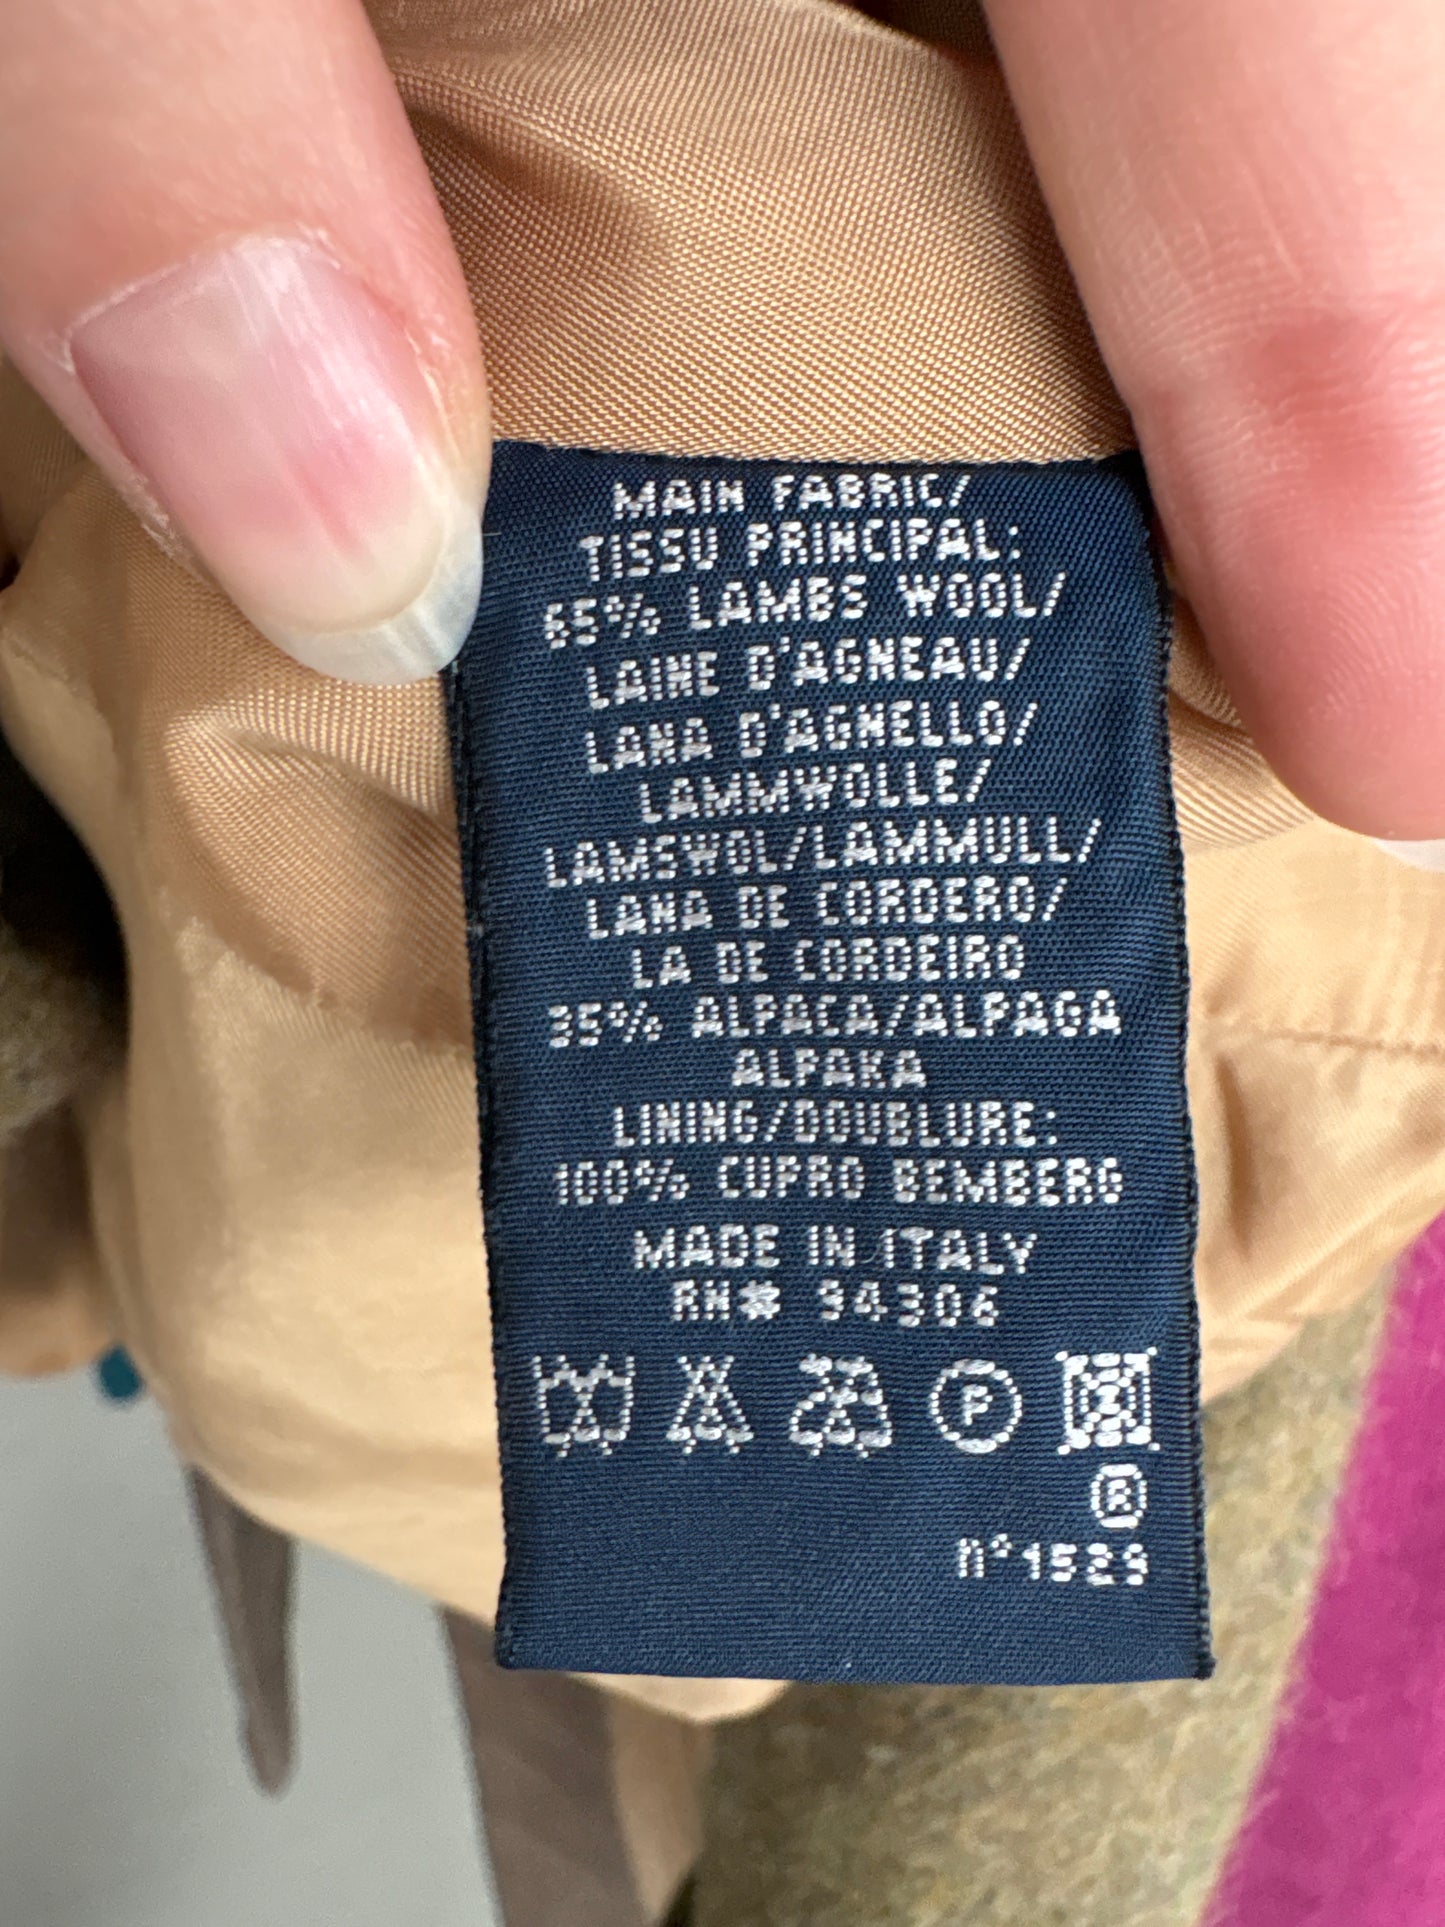 MAIN FABRIC/
TISSU PRINCIPAL:
65% LAMBS WOOL/
LAINE D'AGNEAU/
LANA D'AGNELLO/
LAMMWOLLE/
LAMSWOL/LAMMULL/
LANA DE CORDERO/
LA DE CORDEIRO
35% ALPACA/ALPAGA
ALPAKA
LINING/DOUBLURE:
100% CUPRO BEMBERG
MADE IN ITALY
RN# 94306
P
®
n° 1529